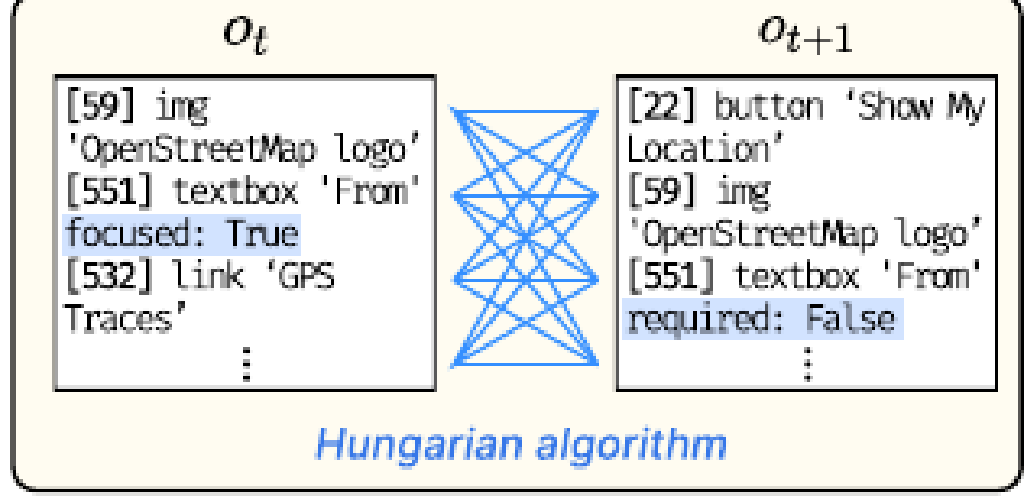 o_t
[59] img
'OpenStreetMap logo'
[551] textbox 'From'
focused: True
[532] link 'GPS
Traces'
⋮
o_{t+1}
[22] button 'Show My
Location'
[59] img
'OpenStreetMap logo'
[551] textbox 'From'
required: False
⋮
Hungarian algorithm